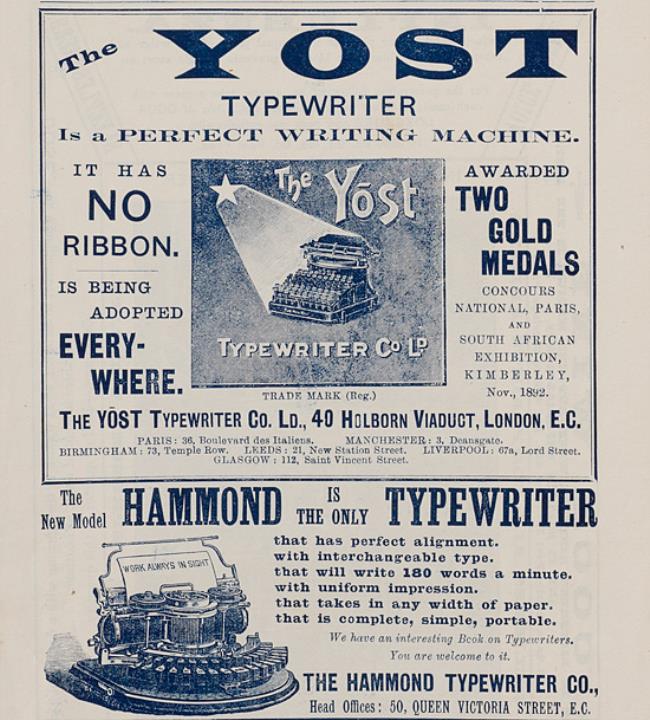 The YŌST
TYPEWRITER
Is a PERFECT WRITING MACHINE.
IT HAS
NO
RIBBON.
IS BEING
ADOPTED
EVERY-
WHERE.
The Yōst
TYPEWRITER Co LD
TRADE MARK (Reg.)
AWARDED
TWO
GOLD
MEDALS
CONCOURS
NATIONAL, PARIS,
AND
SOUTH AFRICAN
EXHIBITION,
KIMBERLEY,
Nov., 1892.
THE YŌST TYPEWRITER CO. LD., 40 HOLBORN VIADUCT, LONDON, E.C.
PARIS: 36, Boulevard des Italiens. MANCHESTER: 3, Deansgate.
BIRMINGHAM: 73, Temple Row. LEEDS: 21, New Station Street. LIVERPOOL: 67a, Lord Street.
GLASGOW: 112, Saint Vincent Street.
The New Model HAMMOND IS THE ONLY TYPEWRITER
WORK ALWAYS IN SIGHT
that has perfect alignment.
with interchangeable type.
that will write 180 words a minute.
with uniform impression.
that takes in any width of paper.
that is complete, simple, portable.
We have an interesting Book on Typewriters.
You are welcome to it.
THE HAMMOND TYPEWRITER CO.,
Head Offices: 50, QUEEN VICTORIA STREET, E.C.